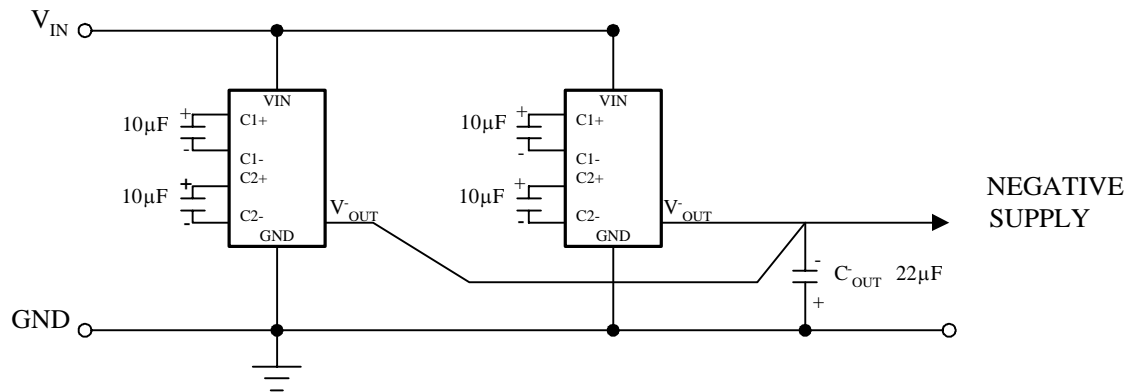 V_IN
VIN
VIN
+
10µF
C1+
-
C1-
+
10µF
C2+
-
C2-
V-OUT
GND
+
10µF
C1+
-
C1-
+
10µF
C2+
-
C2-
V-OUT
GND
NEGATIVE
SUPPLY
-
C-OUT 22µF
+
GND